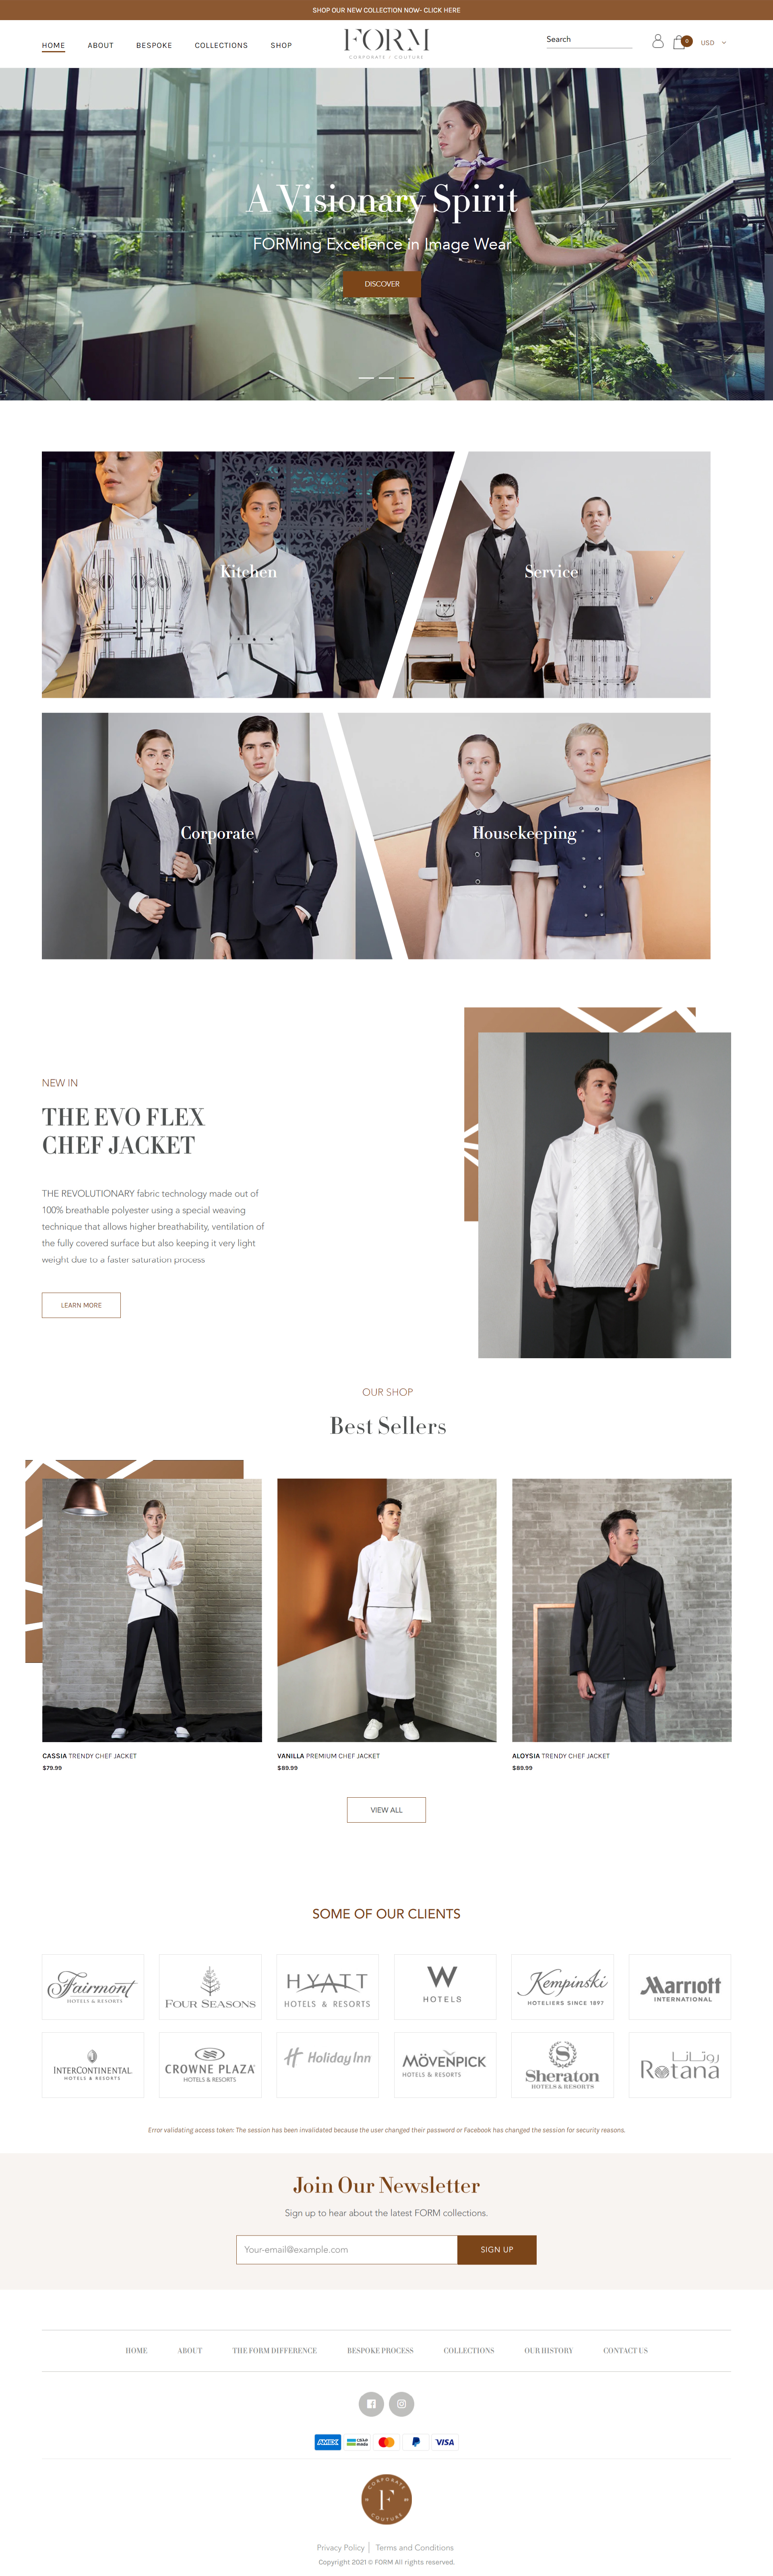 SHOP OUR NEW COLLECTION NOW- CLICK HERE
HOME ABOUT BESPOKE COLLECTIONS SHOP
FORM
CORPORATE COUTURE
Search
0
USD
A Visionary Spirit
FORMing Excellence in Image Wear
DISCOVER
Kitchen
Service
Corporate
Housekeeping
NEW IN
THE EVO FLEX
CHEF JACKET
THE REVOLUTIONARY fabric technology made out of
100% breathable polyester using a special weaving
technique that allows higher breathability, ventilation of
the fully covered surface but also keeping it very light
weight due to a faster saturation process
LEARN MORE
OUR SHOP
Best Sellers
CASSIA TRENDY CHEF JACKET
$79.99
VANILLA PREMIUM CHEF JACKET
$89.99
ALOYSIA TRENDY CHEF JACKET
$89.99
VIEW ALL
SOME OF OUR CLIENTS
Fairmont
HOTELS & RESORTS
FOUR SEASONS
HYATT
HOTELS & RESORTS
W
HOTELS
Kempinski
HOTELIERS SINCE 1897
Marriott
INTERNATIONAL
INTERCONTINENTAL
HOTELS & RESORTS
CROWNE PLAZA
HOTELS & RESORTS
H Holiday Inn
MÖVENPICK
HOTELS & RESORTS
S
Sheraton
HOTELS & RESORTS
روتانا
Rotana
Error validating access token: The session has been invalidated because the user changed their password or Facebook has changed the session for security reasons.
Join Our Newsletter
Sign up to hear about the latest FORM collections.
Your-email@example.com
SIGN UP
HOME ABOUT THE FORM DIFFERENCE BESPOKE PROCESS COLLECTIONS OUR HISTORY CONTACT US
AMEX
mada
VISA
CORPORATE
F
COUTURE
Privacy Policy | Terms and Conditions
Copyright 2021 © FORM All rights reserved.